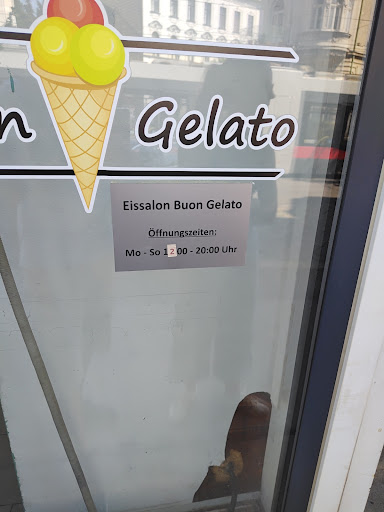 n Gelato
Eissalon Buon Gelato
Öffnungszeiten:
Mo - So 12:00 - 20:00 Uhr